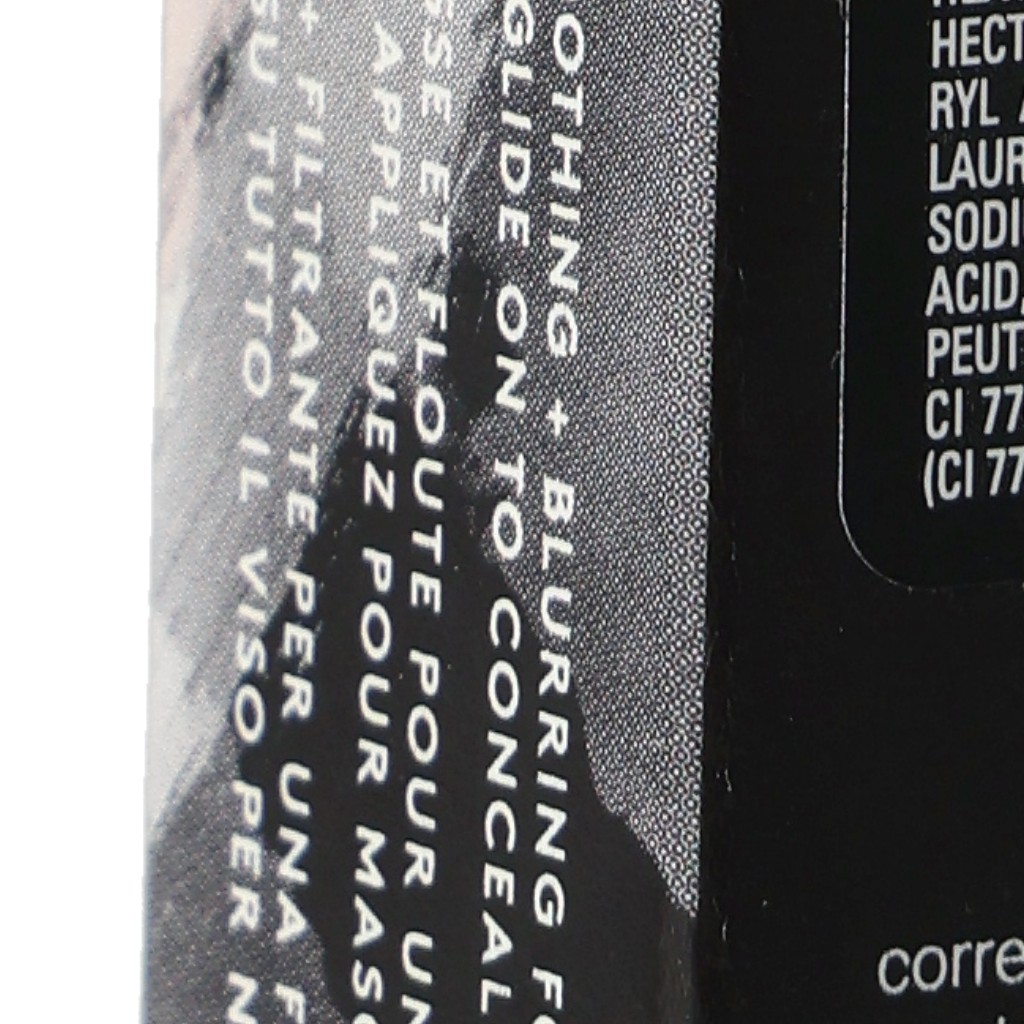 OTHING + BLURRING FO
GLIDE ON TO CONCEAL
SE ET FLOUTE POUR UN
APPLIQUEZ POUR MAS
+ FILTRANTE PER UNA F
SU TUTTO IL VISO PER N
HECT
RYL
LAUR
SODI
ACID,
PEUT
CI 77
(CI 77
corre